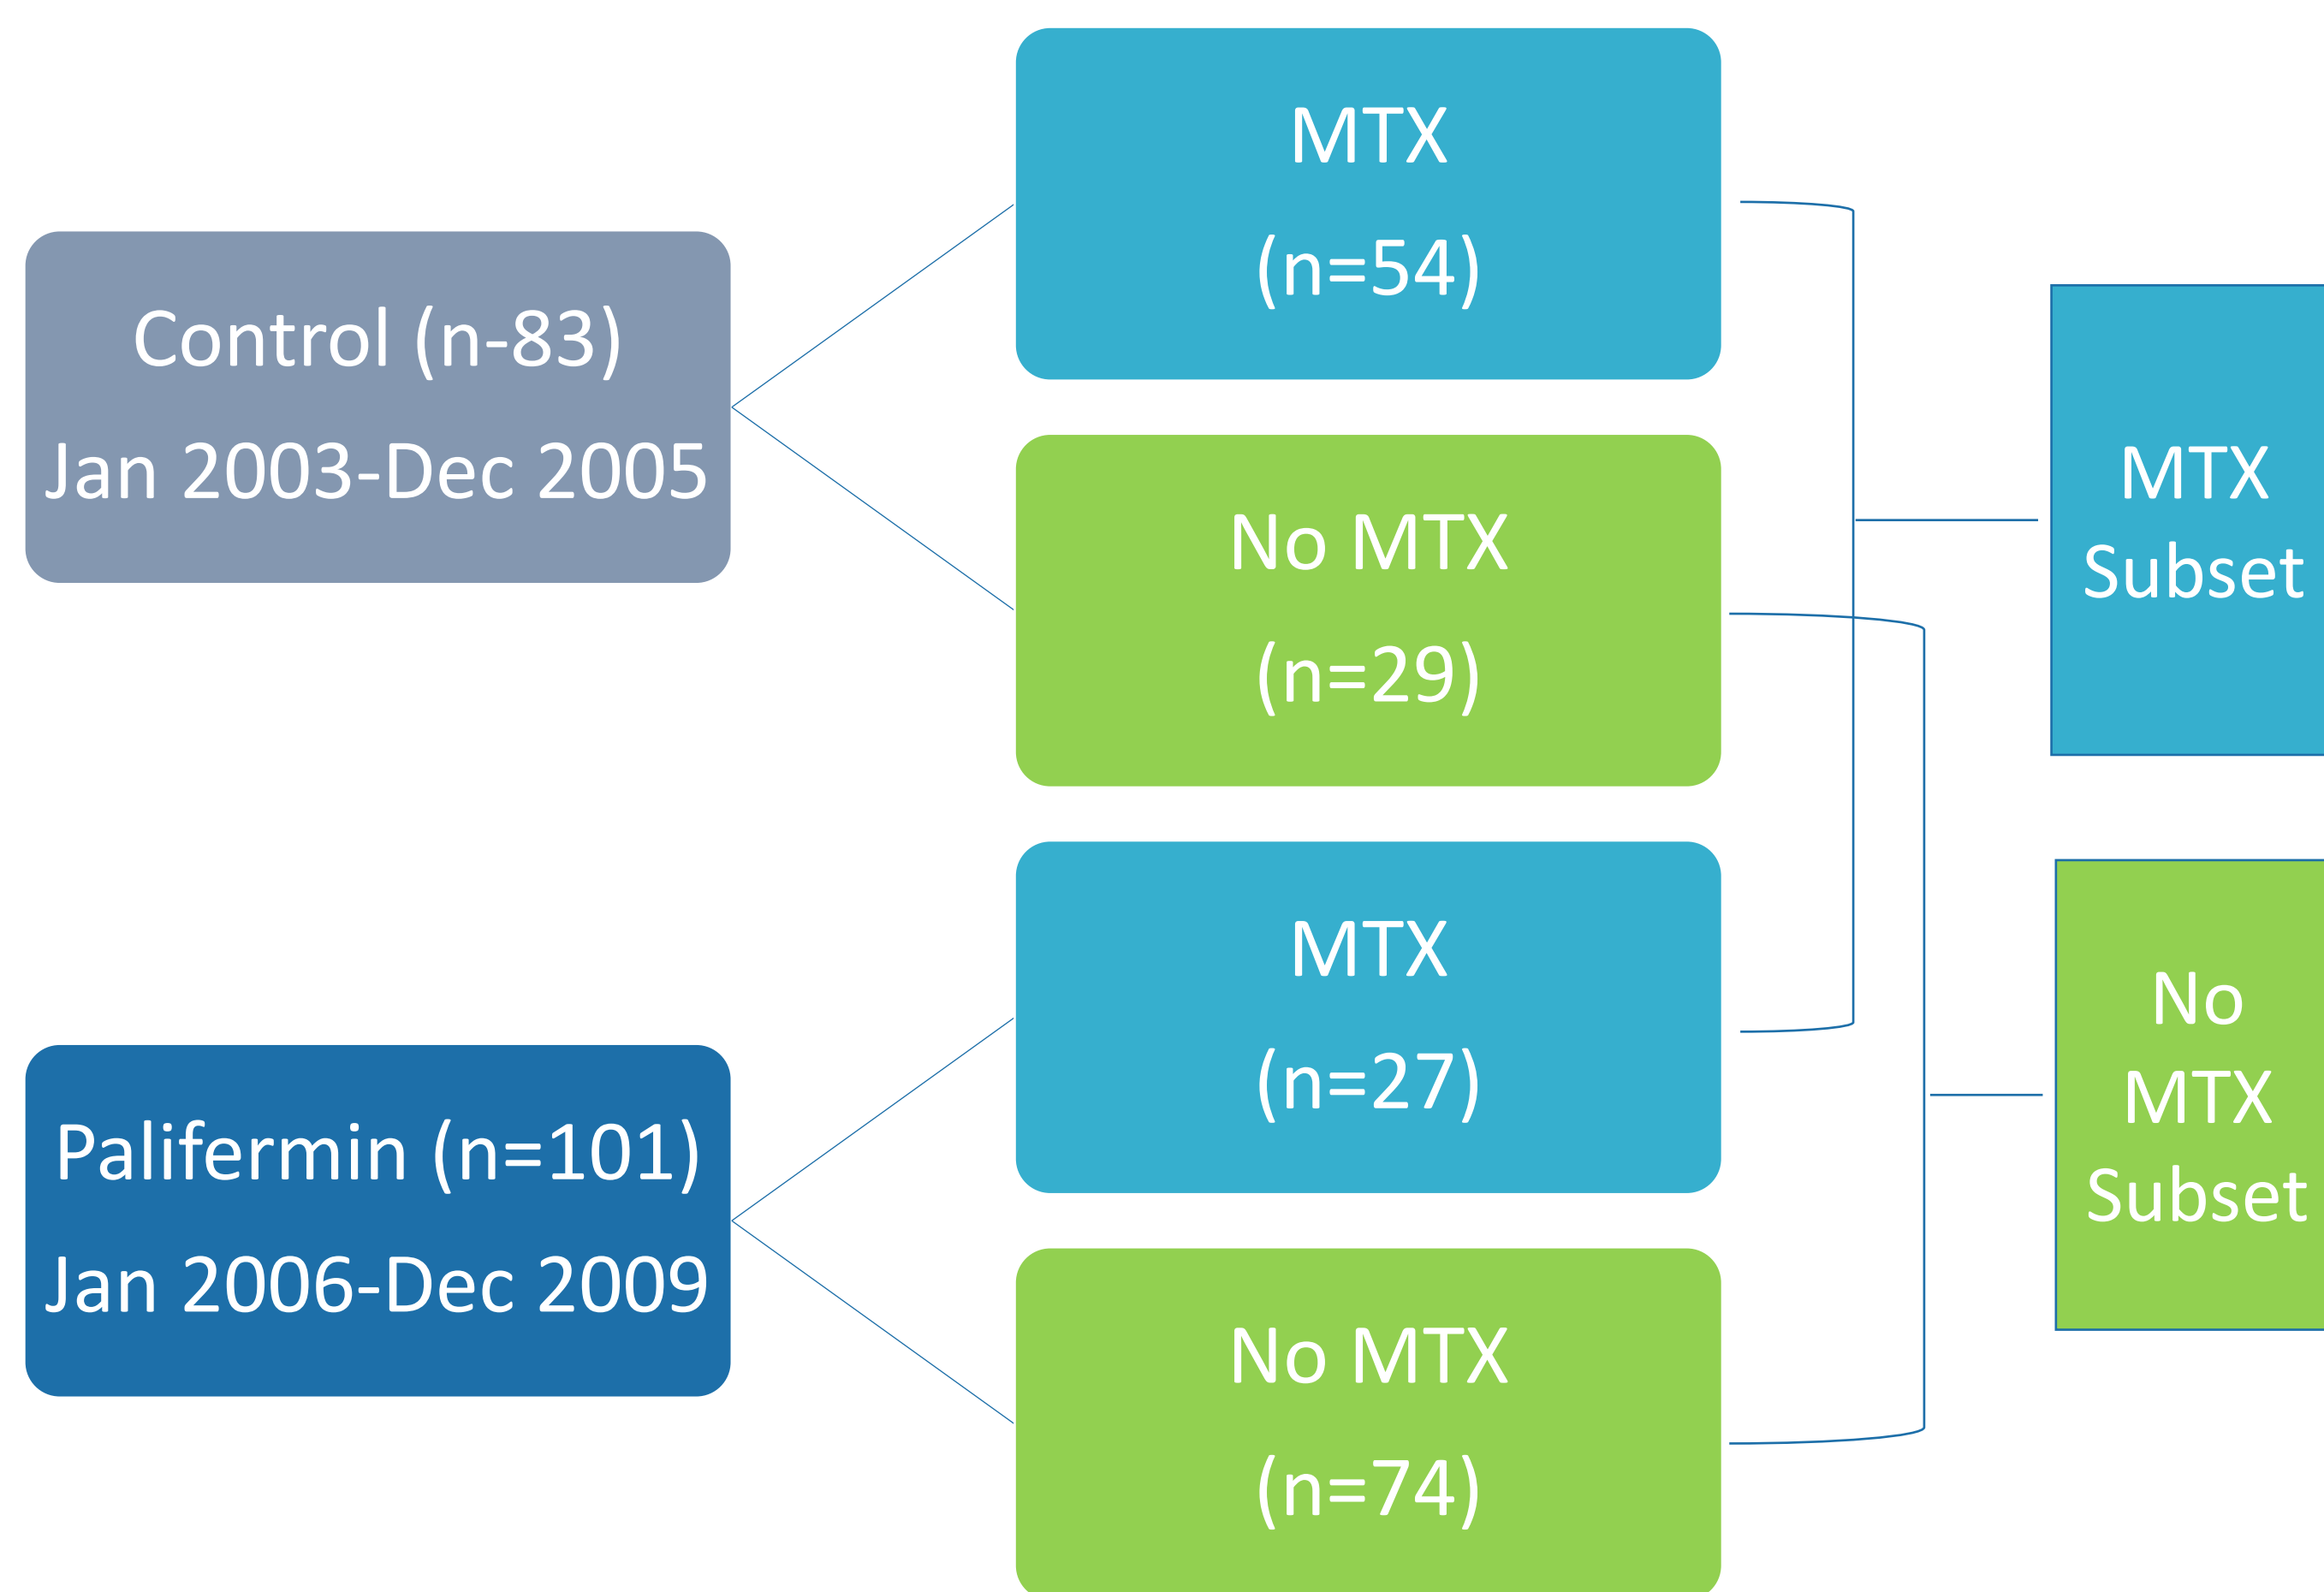 Control (n-83)
Jan 2003-Dec 2005
MTX
(n=54)
No MTX
(n=29)
Palifermin (n=101)
Jan 2006-Dec 2009
MTX
(n=27)
No MTX
(n=74)
MTX
Subset
No
MTX
Subset